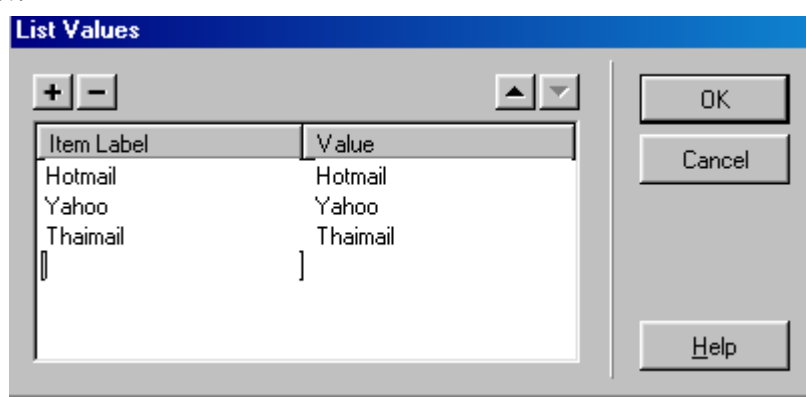 List Values
+ −
OK
Cancel
Item Label Value
Hotmail Hotmail
Yahoo Yahoo
Thaimail Thaimail
Help